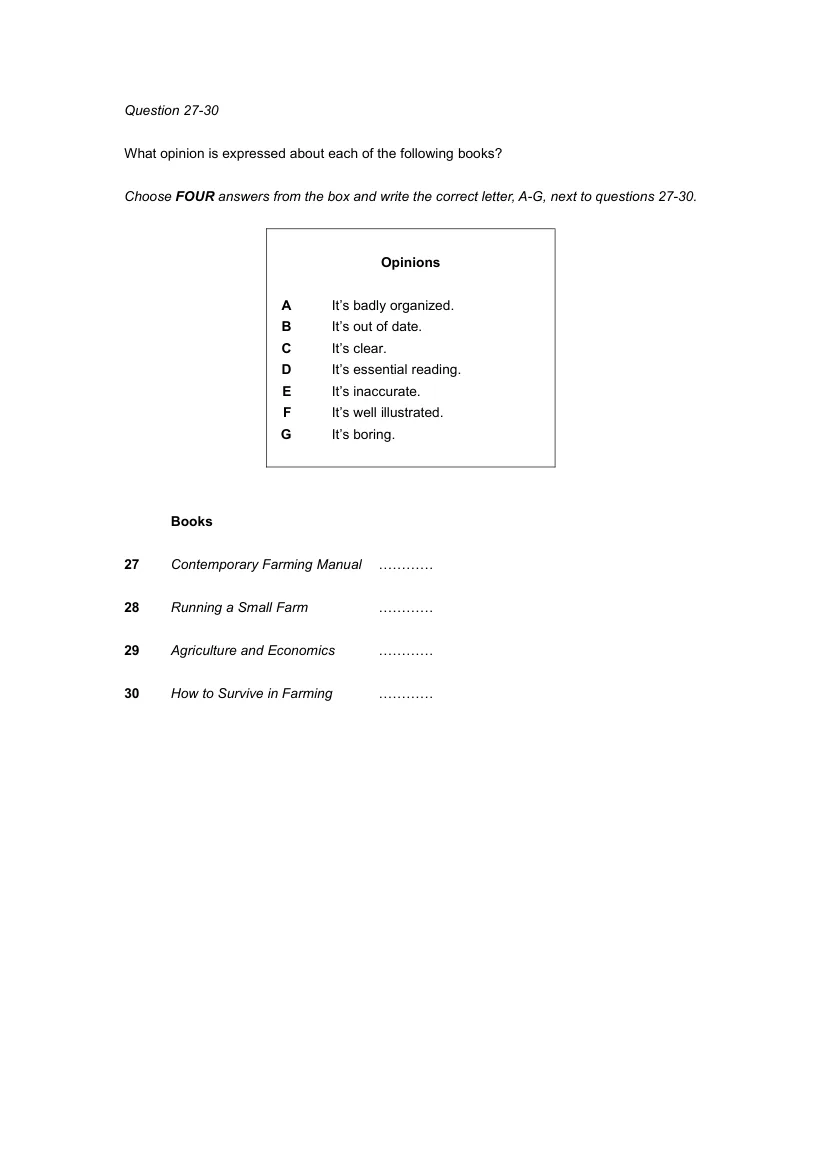 Question 27-30
What opinion is expressed about each of the following books?
Choose FOUR answers from the box and write the correct letter, A-G, next to questions 27-30.
Opinions
A It’s badly organized.
B It’s out of date.
C It’s clear.
D It’s essential reading.
E It’s inaccurate.
F It’s well illustrated.
G It’s boring.
Books
27 Contemporary Farming Manual …………
28 Running a Small Farm …………
29 Agriculture and Economics …………
30 How to Survive in Farming …………